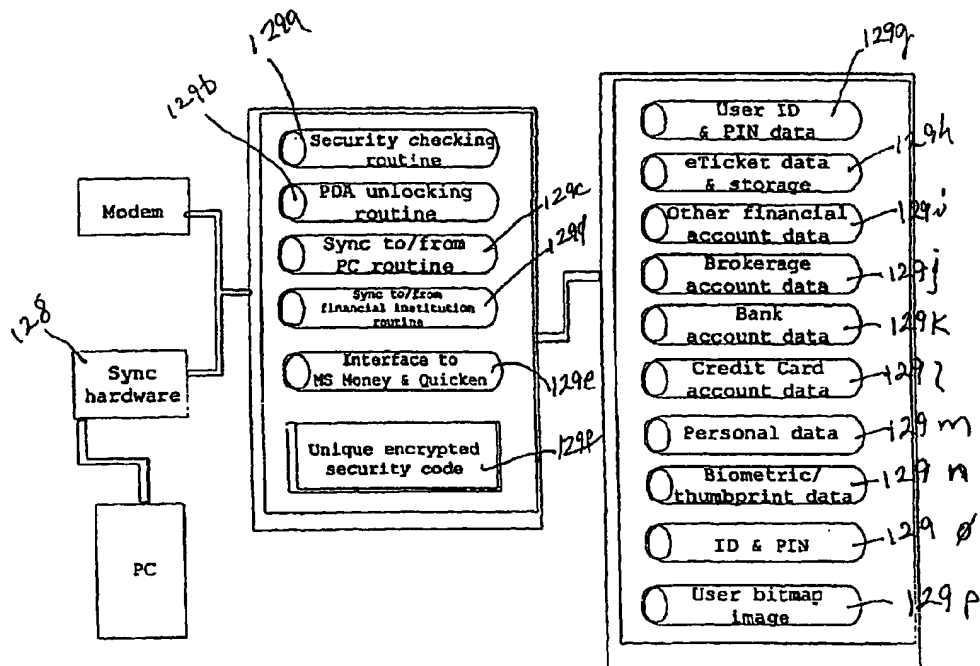 129a
129b
Security checking
routine
PDA unlocking
routine
129c
Sync to/from
PC routine
129d
Sync to/from
financial institution
routine
Interface to
MS Money & Quicken
129e
Unique encrypted
security code
129f
Modem
128
Sync
hardware
PC
129g
User ID
& PIN data
129h
eTicket data
& storage
Other financial
account data
129i
Brokerage
account data
129j
Bank
account data
129k
Credit Card
account data
129l
Personal data
129m
Biometric/
thumbprint data
129n
ID & PIN
129ø
User bitmap
image
129p